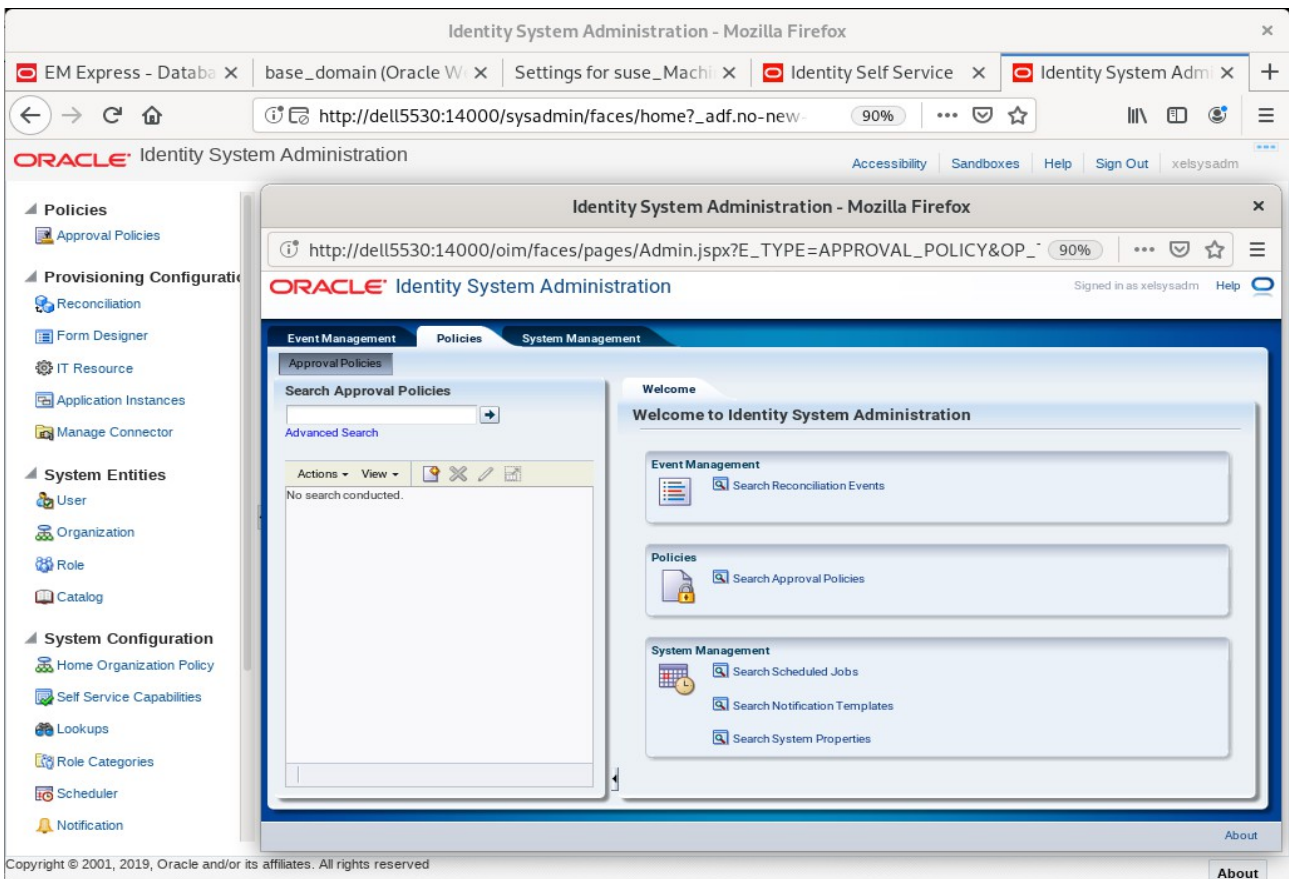 Identity System Administration - Mozilla Firefox
EM Express - Databa
base_domain (Oracle W
Settings for suse_Machi
Identity Self Service
Identity System Adm
http://dell5530:14000/sysadmin/faces/home?_adf.no-new-
90%
ORACLE® Identity System Administration
Accessibility Sandboxes Help Sign Out xelsysadm
Policies
Approval Policies
Provisioning Configuratio
Reconciliation
Form Designer
IT Resource
Application Instances
Manage Connector
System Entities
User
Organization
Role
Catalog
System Configuration
Home Organization Policy
Self Service Capabilities
Lookups
Role Categories
Scheduler
Notification
Identity System Administration - Mozilla Firefox
http://dell5530:14000/oim/faces/pages/Admin.jspx?E_TYPE=APPROVAL_POLICY&OP_
90%
ORACLE® Identity System Administration
Signed in as xelsysadm Help
Event Management Policies System Management
Approval Policies
Search Approval Policies
Advanced Search
Actions View
No search conducted.
Welcome
Welcome to Identity System Administration
Event Management
Search Reconciliation Events
Policies
Search Approval Policies
System Management
Search Scheduled Jobs
Search Notification Templates
Search System Properties
About
Copyright © 2001, 2019, Oracle and/or its affiliates. All rights reserved
About